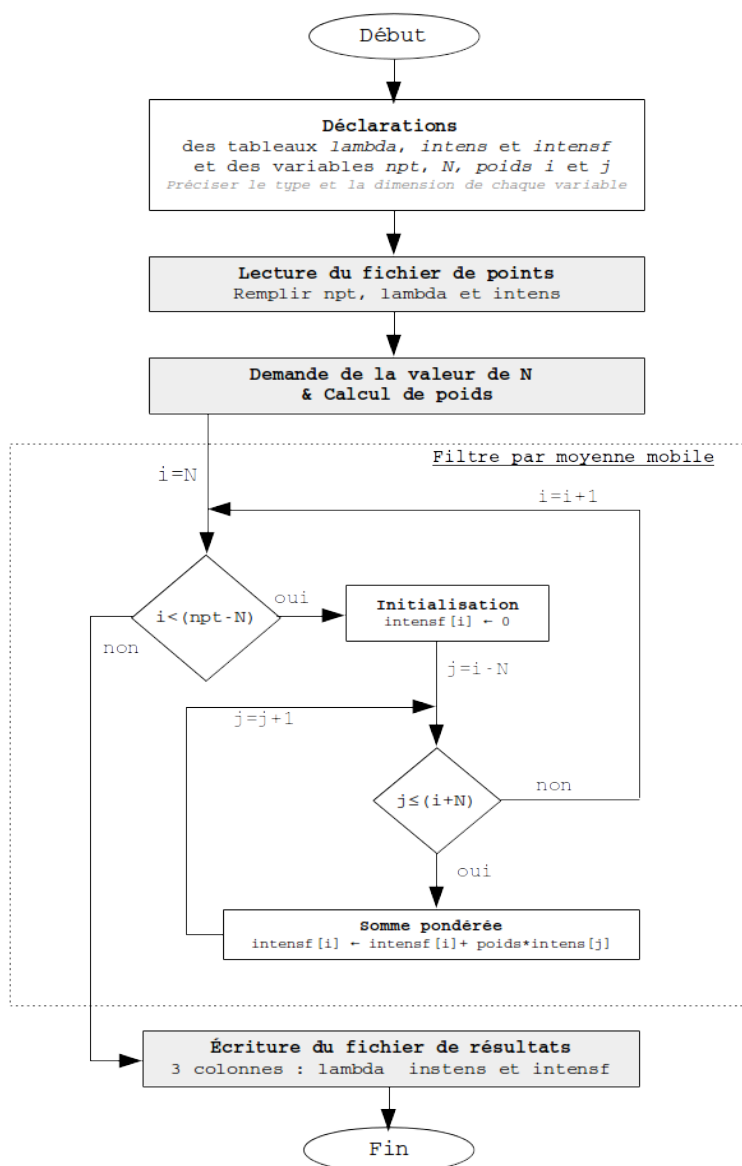 Début
Déclarations
des tableaux lambda, intens et intensf
et des variables npt, N, poids i et j
Préciser le type et la dimension de chaque variable
Lecture du fichier de points
Remplir npt, lambda et intens
Demande de la valeur de N
& Calcul de poids
Filtre par moyenne mobile
i=N
i=i+1
i<(npt-N)
oui
non
Initialisation
intensf[i] ← 0
j=i-N
j=j+1
j≤(i+N)
non
oui
Somme pondérée
intensf[i] ← intensf[i]+ poids*intens[j]
Écriture du fichier de résultats
3 colonnes : lambda instens et intensf
Fin